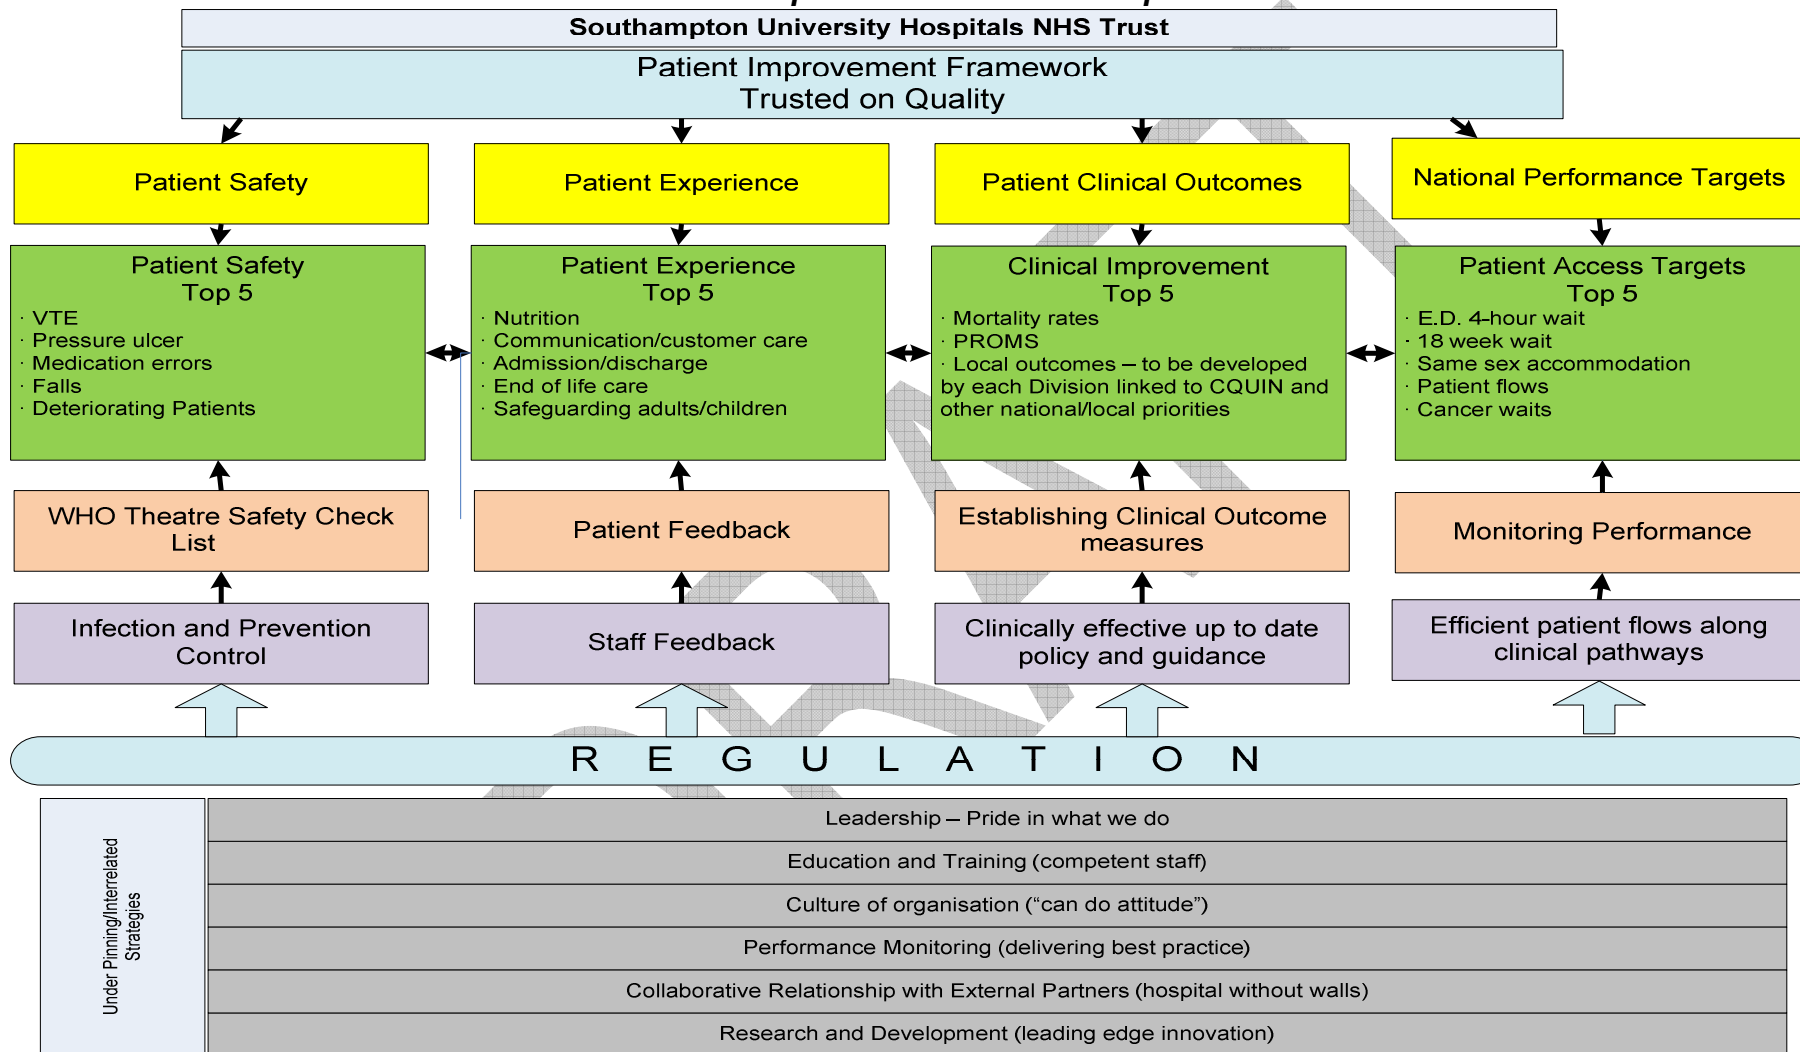 Southampton University Hospitals NHS Trust
Patient Improvement Framework
Trusted on Quality
Patient Safety
Patient Experience
Patient Clinical Outcomes
National Performance Targets
Patient Safety
Top 5
· VTE
· Pressure ulcer
· Medication errors
· Falls
· Deteriorating Patients
Patient Experience
Top 5
· Nutrition
· Communication/customer care
· Admission/discharge
· End of life care
· Safeguarding adults/children
Clinical Improvement
Top 5
· Mortality rates
· PROMS
· Local outcomes – to be developed
by each Division linked to CQUIN and
other national/local priorities
Patient Access Targets
Top 5
· E.D. 4-hour wait
· 18 week wait
· Same sex accommodation
· Patient flows
· Cancer waits
WHO Theatre Safety Check
List
Patient Feedback
Establishing Clinical Outcome
measures
Monitoring Performance
Infection and Prevention
Control
Staff Feedback
Clinically effective up to date
policy and guidance
Efficient patient flows along
clinical pathways
R E G U L A T I O N
Under Pinning/Interrelated
Strategies
Leadership – Pride in what we do
Education and Training (competent staff)
Culture of organisation (“can do attitude”)
Performance Monitoring (delivering best practice)
Collaborative Relationship with External Partners (hospital without walls)
Research and Development (leading edge innovation)